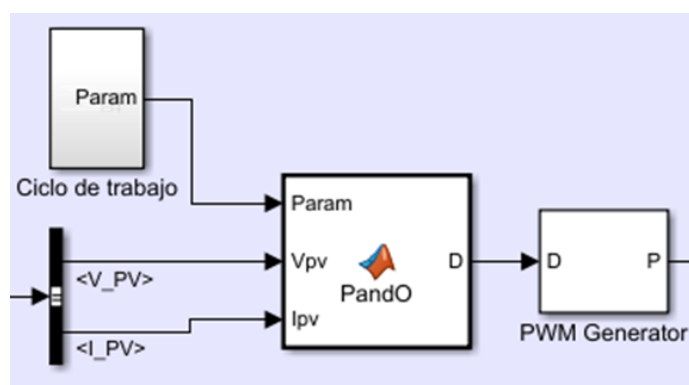 Param
Ciclo de trabajo
<V_PV>
<I_PV>
Param
Vpv
Ipv
D
PandO
D
P
PWM Generator